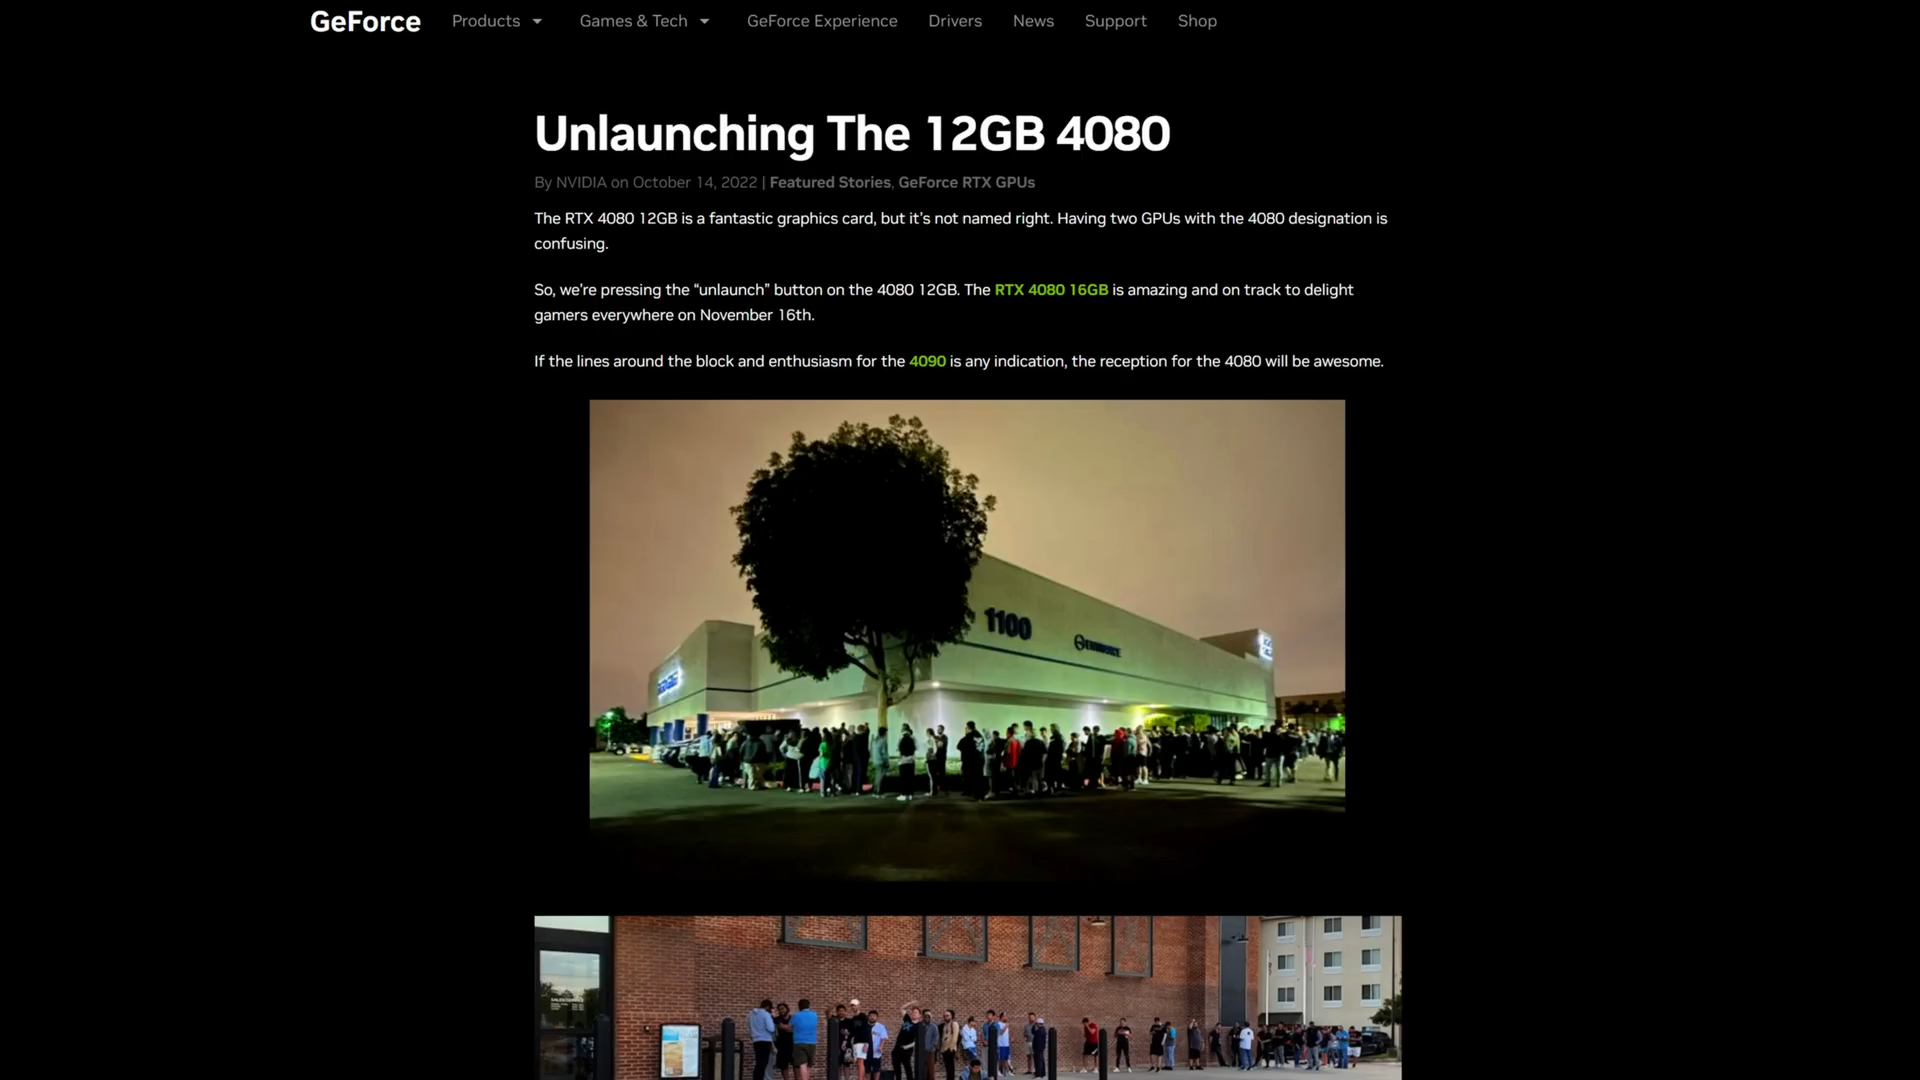 GeForce Products Games & Tech GeForce Experience Drivers News Support Shop
Unlaunching The 12GB 4080
By NVIDIA on October 14, 2022 | Featured Stories, GeForce RTX GPUs
The RTX 4080 12GB is a fantastic graphics card, but it's not named right. Having two GPUs with the 4080 designation is
confusing.
So, we're pressing the “unlaunch” button on the 4080 12GB. The RTX 4080 16GB is amazing and on track to delight
gamers everywhere on November 16th.
If the lines around the block and enthusiasm for the 4090 is any indication, the reception for the 4080 will be awesome.
1100